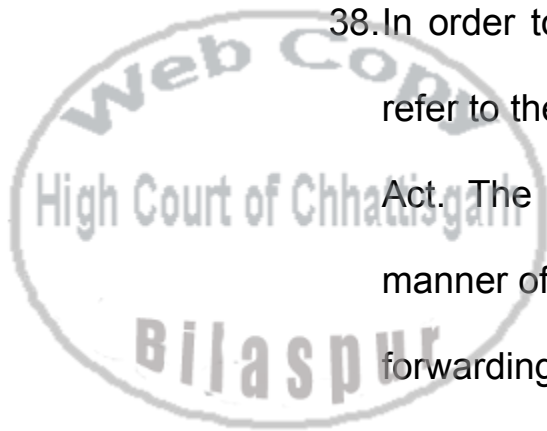 38.In order to
refer to the
Act. The
manner of
forwarding
Web Copy
High Court of Chhattisgarh
Bilaspur